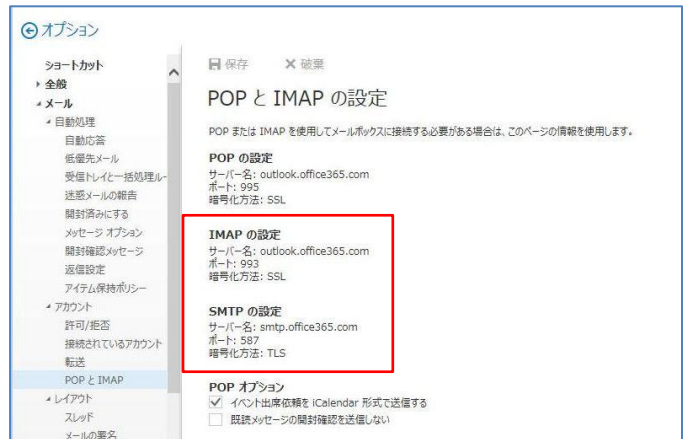 オプション
ショートカット
全般
メール
自動処理
自動応答
低優先メール
受信トレイと一括処理ルー
迷惑メールの報告
開封済みにする
メッセージ オプション
開封確認メッセージ
返信設定
アイテム保持ポリシー
アカウント
許可/拒否
接続されているアカウント
転送
POP と IMAP
レイアウト
スレッド
メールの署名
保存 破棄
POP と IMAP の設定
POP または IMAP を使用してメールボックスに接続する必要がある場合は、このページの情報を使用します。
POP の設定
サーバー名: outlook.office365.com
ポート: 995
暗号化方法: SSL
IMAP の設定
サーバー名: outlook.office365.com
ポート: 993
暗号化方法: SSL
SMTP の設定
サーバー名: smtp.office365.com
ポート: 587
暗号化方法: TLS
POP オプション
イベント出席依頼を iCalendar 形式で送信する
既読メッセージの開封確認を送信しない